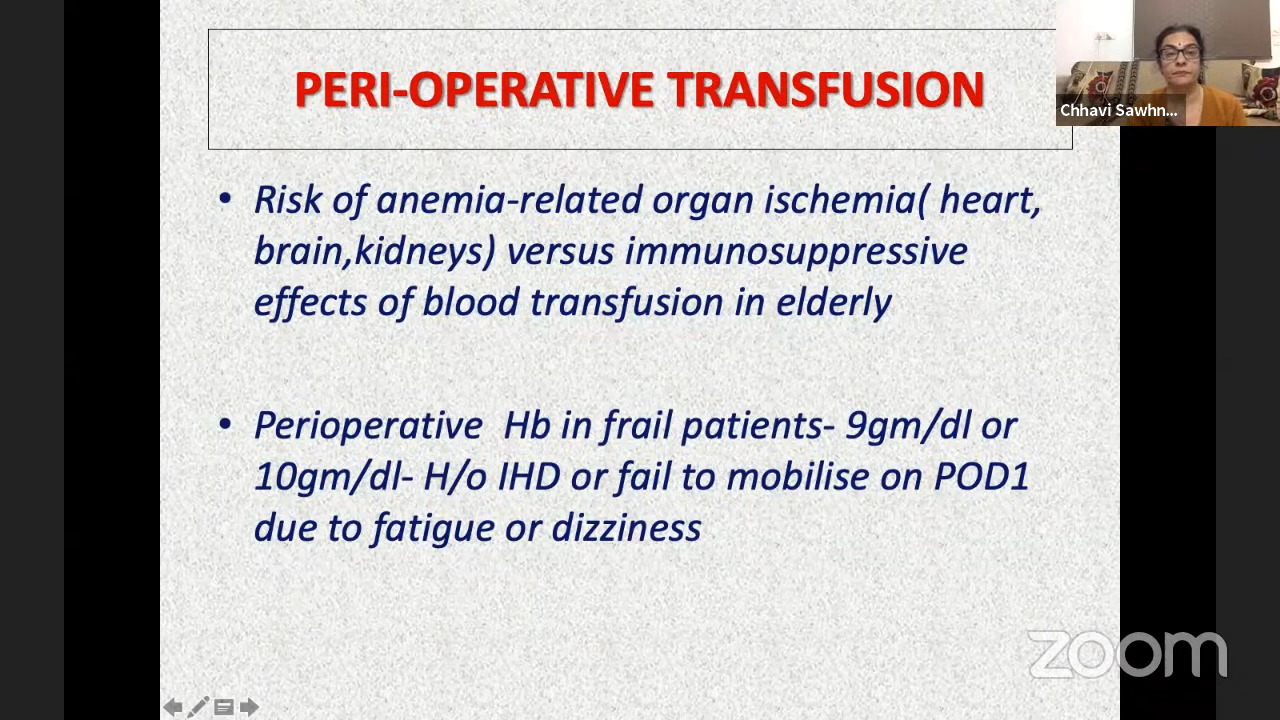 PERI-OPERATIVE TRANSFUSION
Chhavi Sawhn...
• Risk of anemia-related organ ischemia( heart,
brain,kidneys) versus immunosuppressive
effects of blood transfusion in elderly
• Perioperative  Hb in frail patients- 9gm/dl or
10gm/dl- H/o IHD or fail to mobilise on POD1
due to fatigue or dizziness
zoom